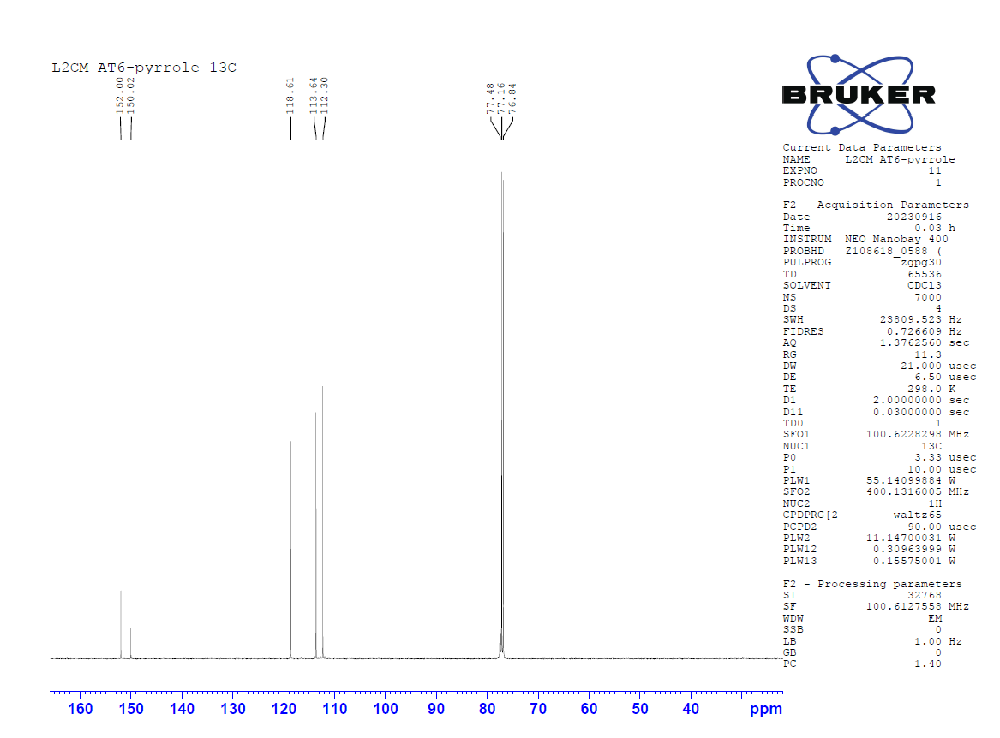 L2CM AT6-pyrrole 13C
152.00
150.02
118.61
113.64
112.30
77.48
77.16
76.84
BRUKER
Current Data Parameters
NAME L2CM AT6-pyrrole
EXPNO 11
PROCNO 1
F2 - Acquisition Parameters
Date_ 20230916
Time 0.03 h
INSTRUM NEO Nanobay 400
PROBHD Z108618_0588 (
PULPROG zgpg30
TD 65536
SOLVENT CDCl3
NS 7000
DS 4
SWH 23809.523 Hz
FIDRES 0.726609 Hz
AQ 1.3762560 sec
RG 11.3
DW 21.000 usec
DE 6.50 usec
TE 298.0 K
D1 2.00000000 sec
D11 0.03000000 sec
TD0 1
SFO1 100.6228298 MHz
NUC1 13C
P0 3.33 usec
P1 10.00 usec
PLW1 55.14099884 W
SFO2 400.1316005 MHz
NUC2 1H
CPDPRG[2 waltz65
PCPD2 90.00 usec
PLW2 11.14700031 W
PLW12 0.30963999 W
PLW13 0.15575001 W
F2 - Processing parameters
SI 32768
SF 100.6127558 MHz
WDW EM
SSB 0
LB 1.00 Hz
GB 0
PC 1.40
160 150 140 130 120 110 100 90 80 70 60 50 40 ppm